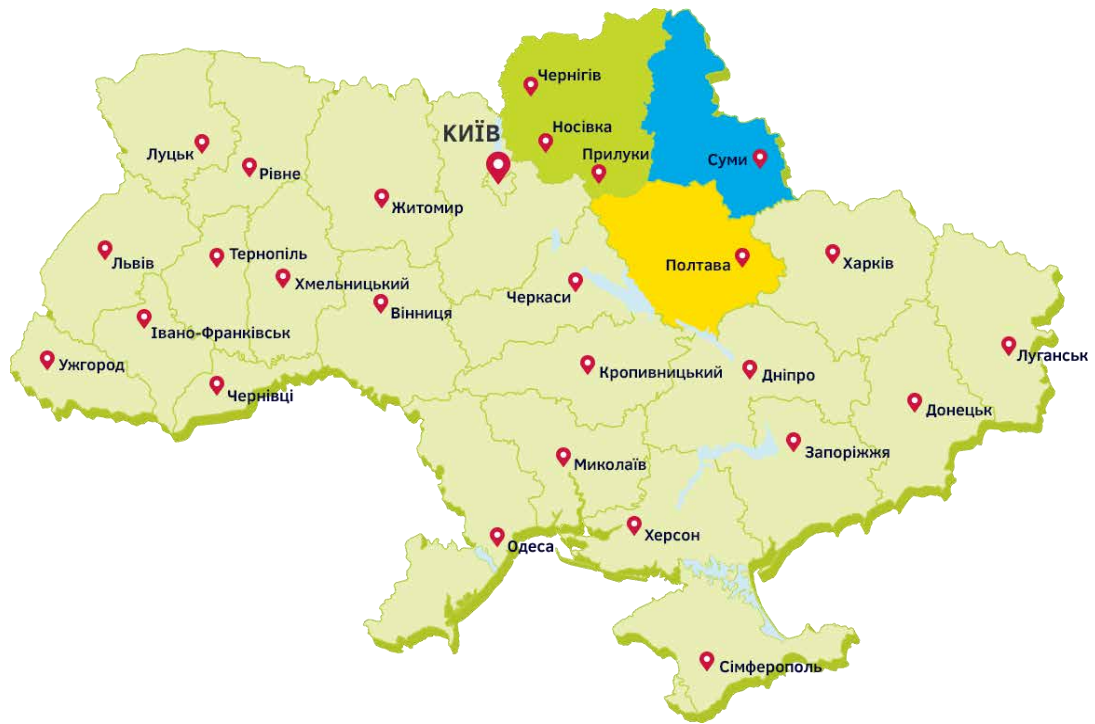 Чернігів
Носівка
КИЇВ
Прилуки
Луцьк
Суми
Рівне
Житомир
Тернопіль
Львів
Харків
Полтава
Хмельницький
Черкаси
Вінниця
Івано-Франківськ
Луганськ
Ужгород
Кропивницький
Дніпро
Чернівці
Донецьк
Запоріжжя
Миколаїв
Херсон
Одеса
Сімферополь